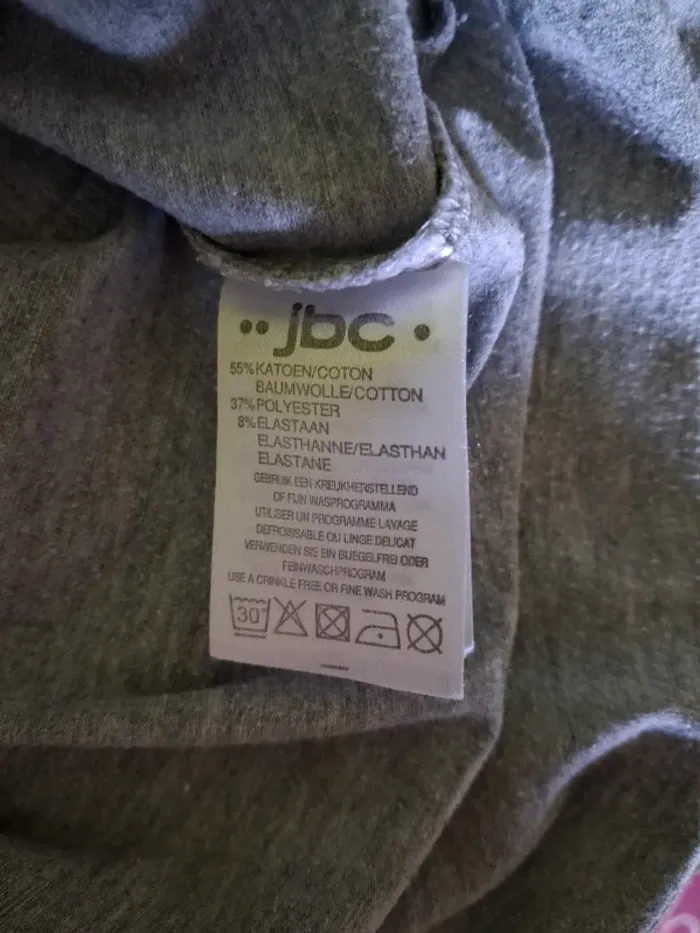 jbc
55% KATOEN/COTON
BAUMWOLLE/COTTON
37% POLYESTER
8% ELASTAAN
ELASTHANNE/ELASTHAN
ELASTANE
GEBRUIK EEN KREUKHERSTELLEND
OF FIJN WASPROGRAMMA
UTILISER UN PROGRAMME LAVAGE
DEFROISSABLE OU LINGE DELICAT
VERWENDEN SIE EIN BUEGELFREI ODER
FEINWASCHPROGRAM
USE A CRINKLE FREE OR FINE WASH PROGRAM
30°